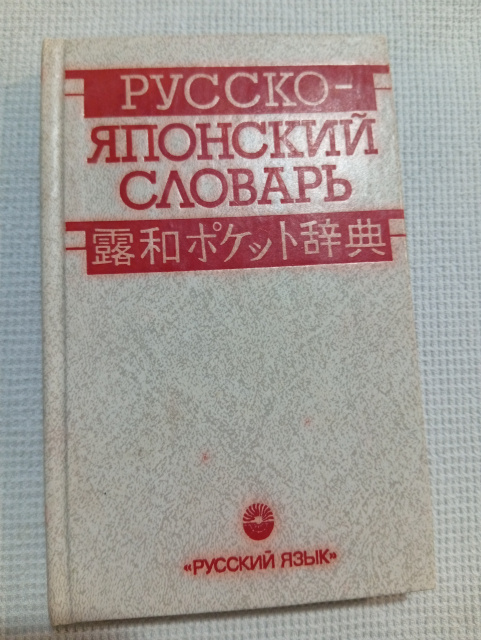 РУССКО-
ЯПОНСКИЙ
СЛОВАРЬ
露和ポケット辞典
«РУССКИЙ ЯЗЫК»